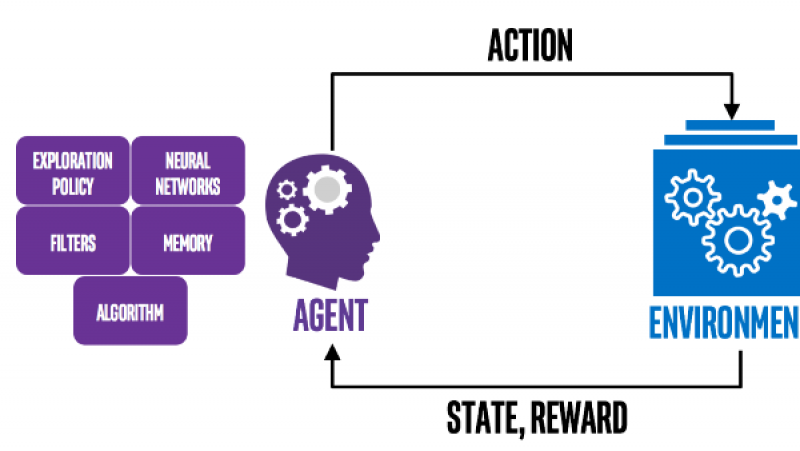 ACTION
EXPLORATION
POLICY
NEURAL
NETWORKS
FILTERS
MEMORY
ALGORITHM
AGENT
ENVIRONMEN
STATE, REWARD